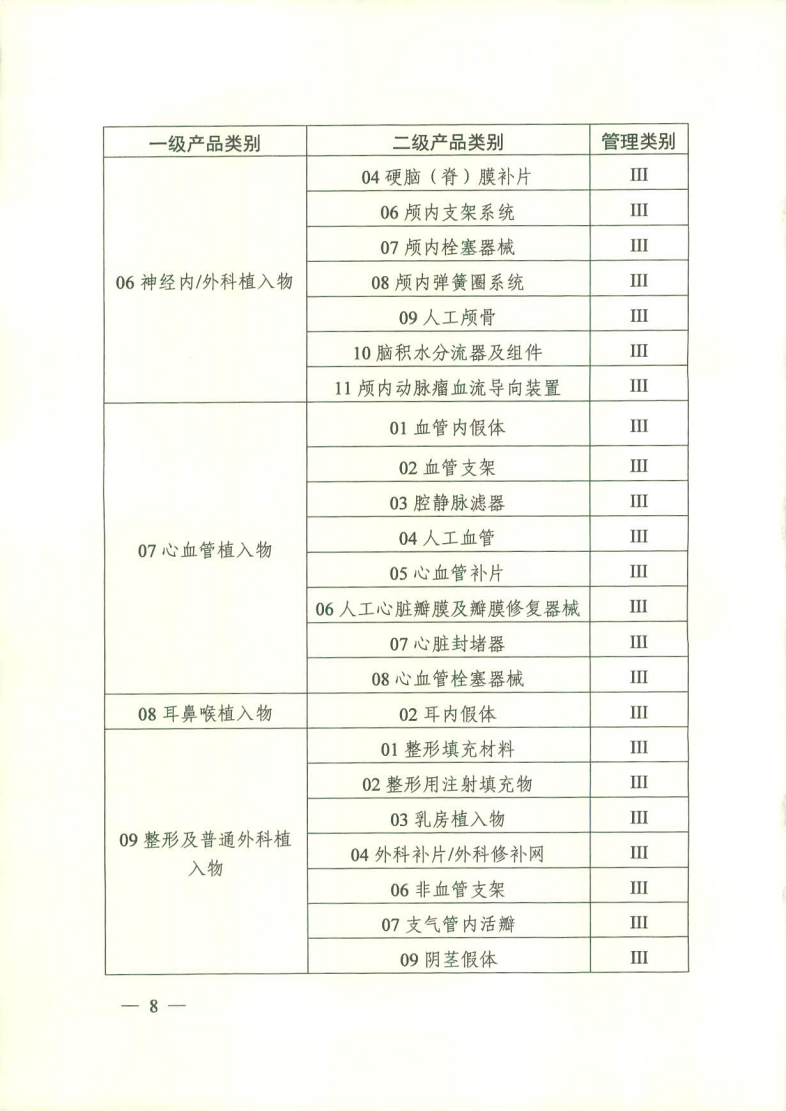 一级产品类别 二级产品类别 管理类别
04 硬脑（脊）膜补片 III
06 颅内支架系统 III
07 颅内栓塞器械 III
06 神经内/外科植入物 08 颅内弹簧圈系统 III
09 人工颅骨 III
10 脑积水分流器及组件 III
11 颅内动脉瘤血流导向装置 III
01 血管内假体 III
02 血管支架 III
03 腔静脉滤器 III
04 人工血管 III
07 心血管植入物
05 心血管补片 III
06 人工心脏瓣膜及瓣膜修复器械 III
07 心脏封堵器 III
08 心血管栓塞器械 III
08 耳鼻喉植入物 02 耳内假体 III
01 整形填充材料 III
02 整形用注射填充物 III
03 乳房植入物 III
09 整形及普通外科植
入物
04 外科补片/外科修补网 III
06 非血管支架 III
07 支气管内活瓣 III
09 阴茎假体 III
— 8 —